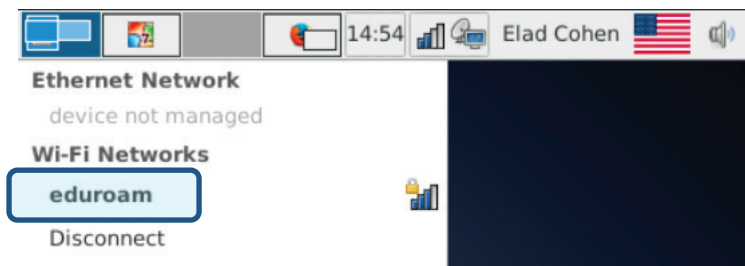 14:54 Elad Cohen
Ethernet Network
device not managed
Wi-Fi Networks
eduroam
Disconnect